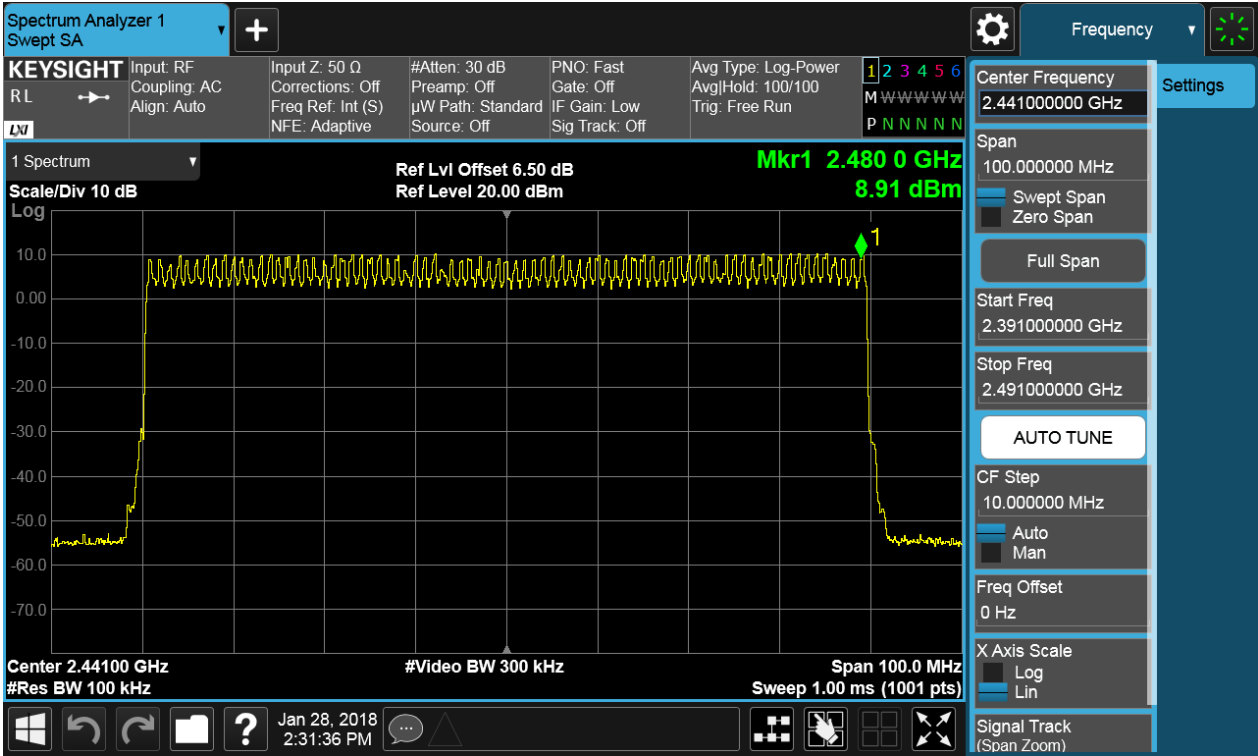 Spectrum Analyzer 1
Swept SA
+
Frequency
KEYSIGHT
RL
LXI
Input: RF
Coupling: AC
Align: Auto
Input Z: 50 Ω
Corrections: Off
Freq Ref: Int (S)
NFE: Adaptive
#Atten: 30 dB
Preamp: Off
µW Path: Standard
Source: Off
PNO: Fast
Gate: Off
IF Gain: Low
Sig Track: Off
Avg Type: Log-Power
Avg|Hold: 100/100
Trig: Free Run
1 2 3 4 5 6
M W W W W W
P N N N N N
1 Spectrum
Scale/Div 10 dB
Log
Ref Lvl Offset 6.50 dB
Ref Level 20.00 dBm
Mkr1 2.480 0 GHz
8.91 dBm
1
10.0
0.00
-10.0
-20.0
-30.0
-40.0
-50.0
-60.0
-70.0
Center 2.44100 GHz
#Res BW 100 kHz
#Video BW 300 kHz
Span 100.0 MHz
Sweep 1.00 ms (1001 pts)
Center Frequency
2.441000000 GHz
Span
100.000000 MHz
Swept Span
Zero Span
Full Span
Start Freq
2.391000000 GHz
Stop Freq
2.491000000 GHz
AUTO TUNE
CF Step
10.000000 MHz
Auto
Man
Freq Offset
0 Hz
X Axis Scale
Log
Lin
Signal Track
(Span Zoom)
Settings
?
Jan 28, 2018
2:31:36 PM